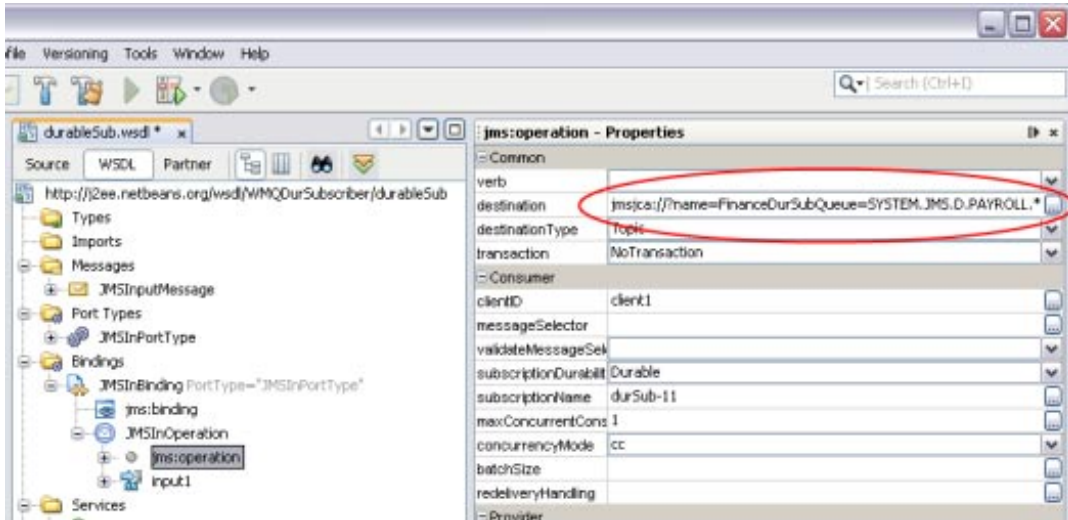 file Versioning Tools Window Help
Search (Ctrl+I)
durableSub.wsdl *
Source WSDL Partner
http://j2ee.netbeans.org/wsdl/WMQDurSubscriber/durableSub
Types
Imports
Messages
JMSInputMessage
Port Types
JMSInPortType
Bindings
JMSInBinding PortType="JMSInPortType"
jms:binding
JMSInOperation
jms:operation
input1
Services
jms:operation - Properties
Common
verb
destination jmsjca://?name=FinanceDurSubQueue=SYSTEM.JMS.D.PAYROLL.* ...
destinationType Topic
transaction NoTransaction
Consumer
clientID client1 ...
messageSelector ...
validateMessageSel
subscriptionDurabilit Durable
subscriptionName durSub-11 ...
maxConcurrentCons 1 ...
concurrencyMode cc
batchSize ...
redeliveryHandling ...
Provider